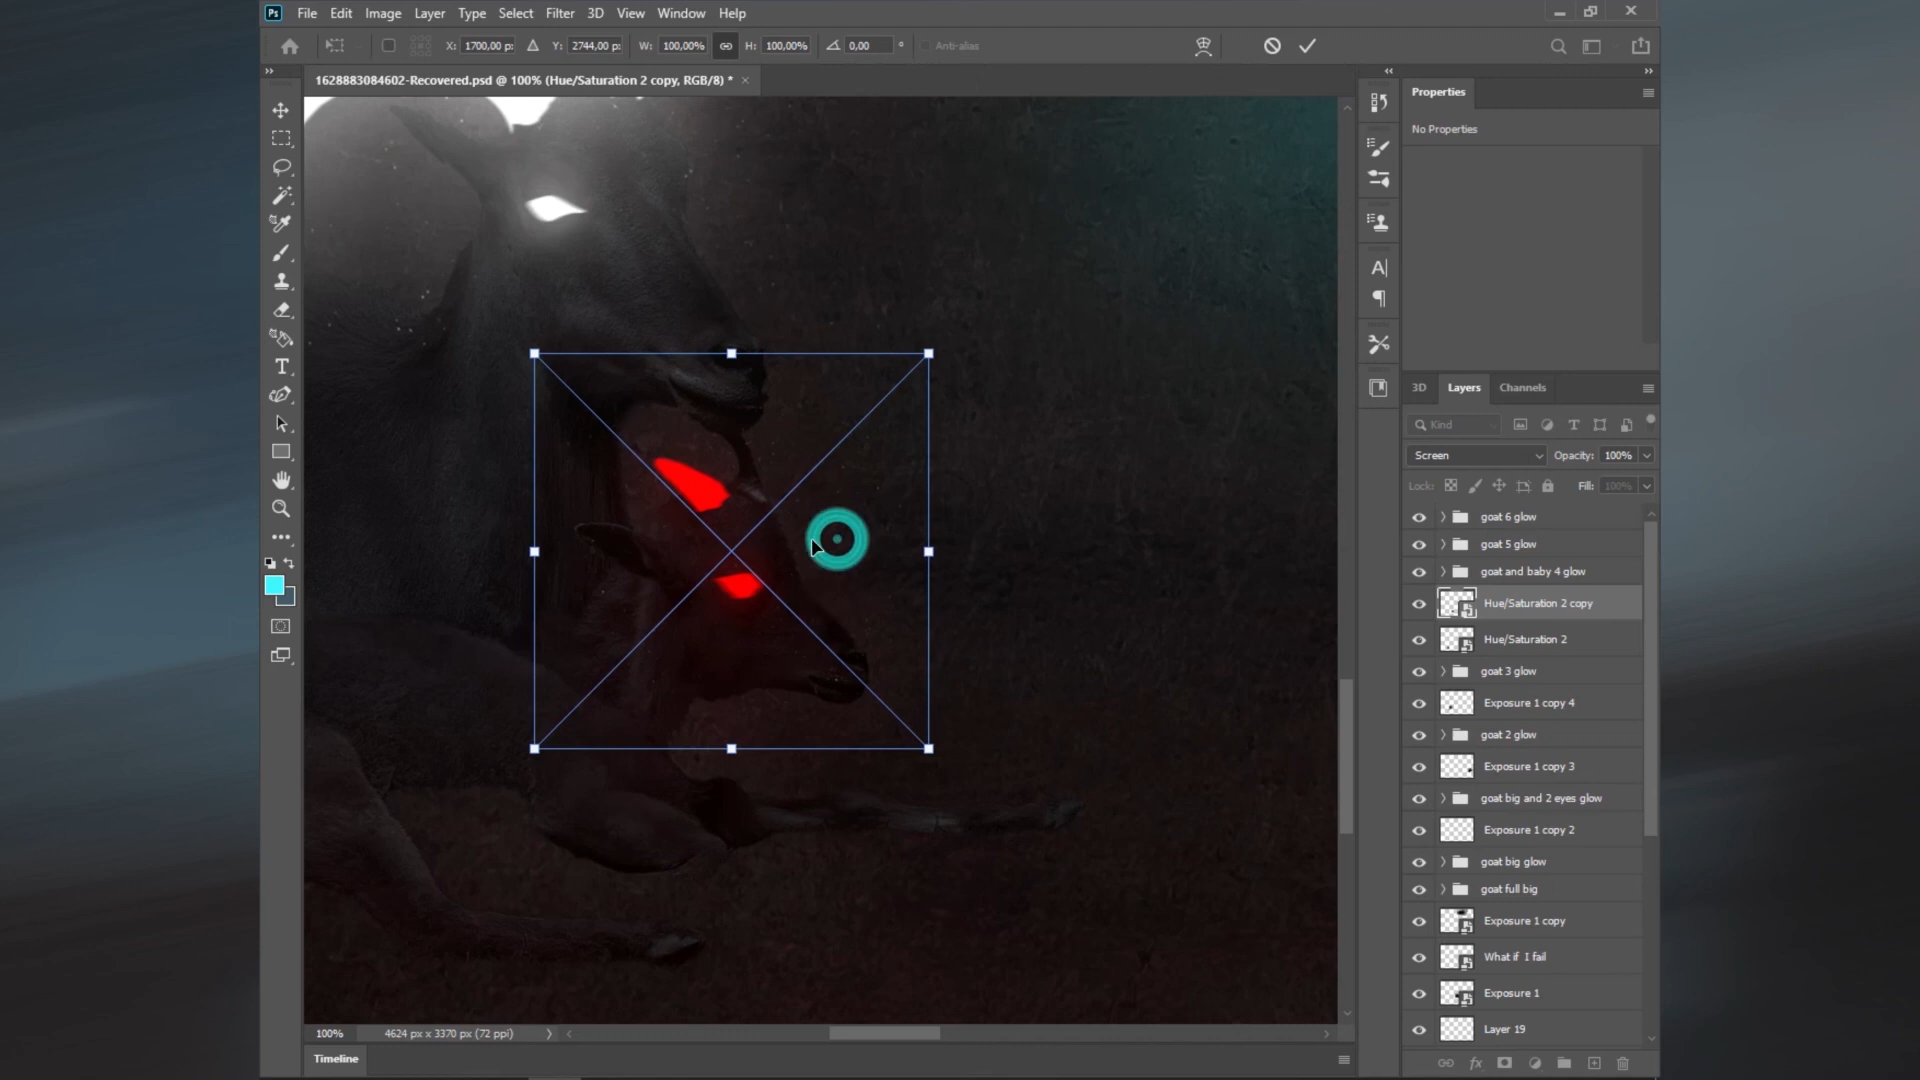 Ps File Edit Image Layer Type Select Filter 3D View Window Help
X: 1700,00 p: Y: 2744,00 p: W: 100,00% H: 100,00% 0,00 ° Anti-alias
1628883084602-Recovered.psd @ 100% (Hue/Saturation 2 copy, RGB/8) * ×
Properties
No Properties
3D Layers Channels
Kind
Screen Opacity: 100%
Lock: Fill: 100%
goat 6 glow
goat 5 glow
goat and baby 4 glow
Hue/Saturation 2 copy
Hue/Saturation 2
goat 3 glow
Exposure 1 copy 4
goat 2 glow
Exposure 1 copy 3
goat big and 2 eyes glow
Exposure 1 copy 2
goat big glow
goat full big
Exposure 1 copy
What if I fail
Exposure 1
Layer 19
100% 4624 px x 3370 px (72 ppi)
Timeline